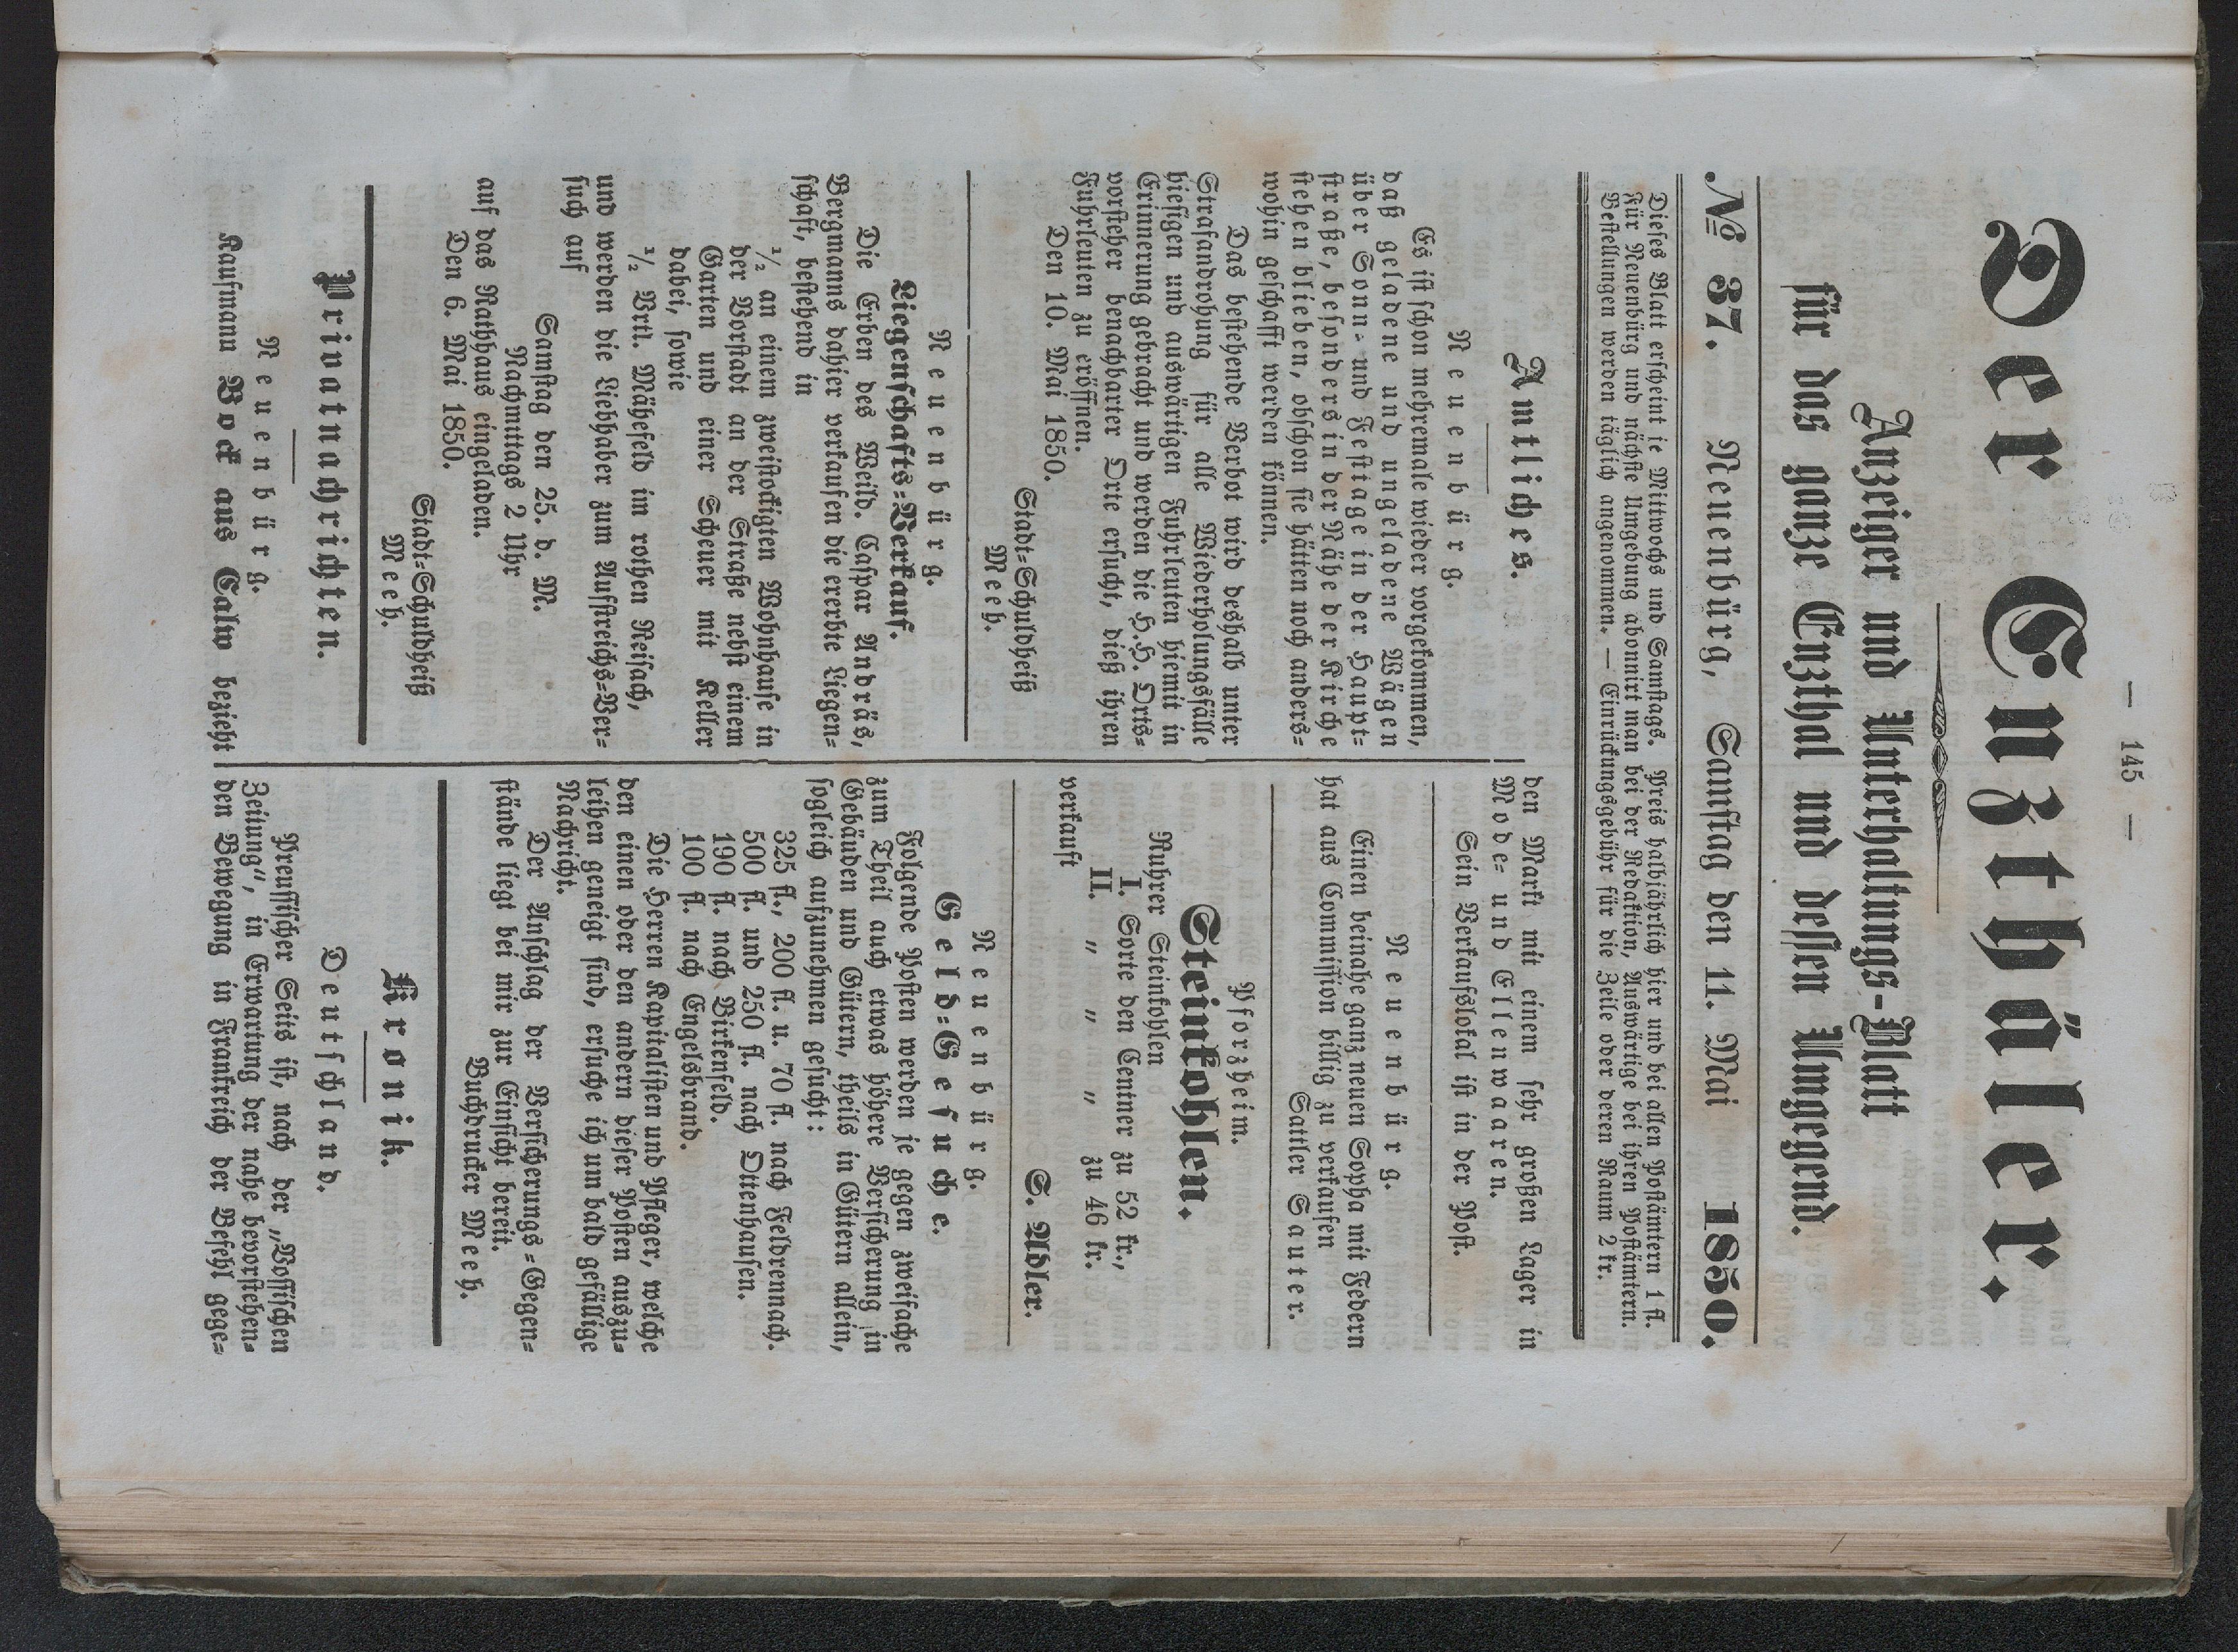 — 145 —
Der Enzthäler.
Anzeiger und Unterhaltungs-Blatt
für das ganze Enzthal und dessen Umgegend.
№ 37. Neuenbürg, Samstag den 11. Mai 1850.
Dieses Blatt erscheint je Mittwochs und Samstags. Preis halbjährlich hier und bei allen Postämtern 1 fl.
Für Neuenbürg und nächste Umgebung abonnirt man bei der Redaktion, Auswärtige bei ihren Postämtern.
Bestellungen werden täglich angenommen. — Einrückungsgebühr für die Zeile oder deren Raum 2 kr.
Amtliches.
Neuenbürg.
Es ist schon mehremale wieder vorgekommen,
daß geladene und ungeladene Wägen
über Sonn- und Festtage in der Haupt-
straße, besonders in der Nähe der Kirche
stehen blieben, obschon sie hätten noch anders-
wohin geschafft werden können.
Das bestehende Verbot wird deshalb unter
Strafandrohung für alle Wiederholungsfälle
hiesigen und auswärtigen Fuhrleuten hiemit in
Erinnerung gebracht und werden die H.H. Orts-
vorsteher benachbarter Orte ersucht, dieß ihren
Fuhrleuten zu eröffnen.
Den 10. Mai 1850.
Stadt-Schuldheiß
Meeh.
Neuenbürg.
Liegenschafts-Verkauf.
Die Erben des Weild. Caspar Andräs,
Bergmanns dahier verkaufen die ererbte Liegen-
schaft, bestehend in
½ an einem zweistockigten Wohnhause in
der Vorstadt an der Straße nebst einem
Garten und einer Scheuer mit Keller
dabei, sowie
½ Vrtl. Mähefeld im rothen Reisach,
und werden die Liebhaber zum Aufstreichs-Ver-
such auf
Samstag den 25. d. M.
Nachmittags 2 Uhr
auf das Rathhaus eingeladen.
Den 6. Mai 1850.
Stadt-Schuldheiß
Meeh.
Privatnachrichten.
Neuenbürg.
Kaufmann Bock aus Calw bezieht
den Markt mit einem sehr großen Lager in
Mode- und Ellenwaaren.
Sein Verkaufslokal ist in der Post.
Neuenbürg.
Einen beinahe ganz neuen Sopha mit Federn
hat aus Commission billig zu verkaufen
Sattler Sauter.
Pforzheim.
Steinkohlen.
Ruhrer Steinkohlen
I. Sorte den Centner zu 52 kr.,
II. " " " zu 46 kr.
verkauft
S. Adler.
Neuenbürg.
Geld-Gesuche.
Folgende Posten werden je gegen zweifache
zum Theil auch etwas höhere Versicherung in
Gebäuden und Gütern, theils in Gütern allein,
sogleich aufzunehmen gesucht:
325 fl., 200 fl. u. 70 fl. nach Feldrennach.
500 fl. und 250 fl. nach Ottenhausen.
190 fl. nach Birkenfeld.
100 fl. nach Engelsbrand.
Die Herren Kapitalisten und Pfleger, welche
den einen oder den andern dieser Posten auszu-
leihen geneigt sind, ersuche ich um bald gefällige
Nachricht.
Der Anschlag der Versicherungs-Gegen-
stände liegt bei mir zur Einsicht bereit.
Buchdrucker Meeh.
Kronik.
Deutschland.
Preussischer Seits ist, nach der „Vossischen
Zeitung“, in Erwartung der nahe bevorstehen-
den Bewegung in Frankreich der Befehl gege-